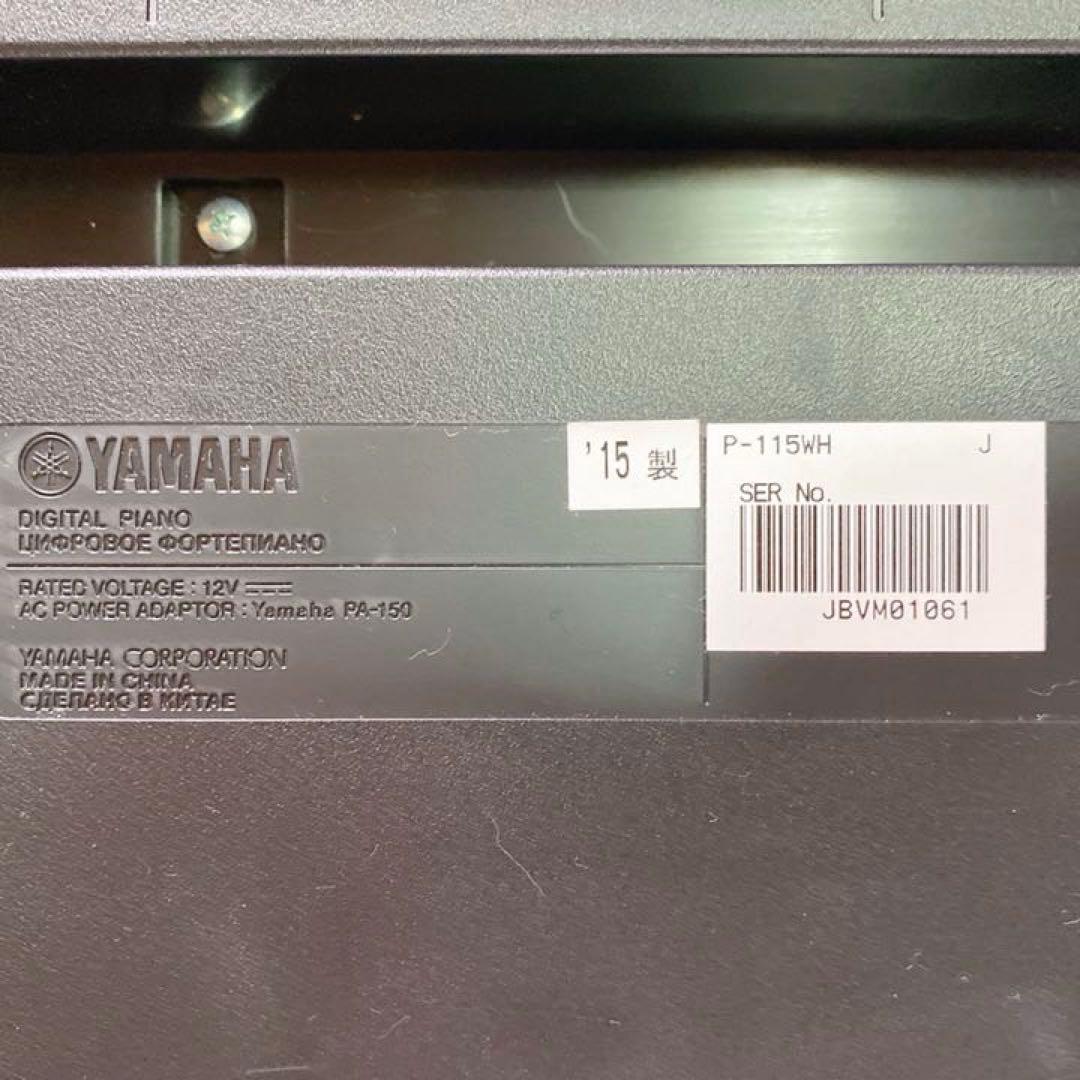 YAMAHA
DIGITAL PIANO
ЦИФРОВОЕ ФОРТЕПИАНО
RATED VOLTAGE : 12V
AC POWER ADAPTOR : Yamaha PA-150
YAMAHA CORPORATION
MADE IN CHINA
СДЕЛАНО В КИТАЕ
'15 製
P-115WH J
SER No.
JBVM01061